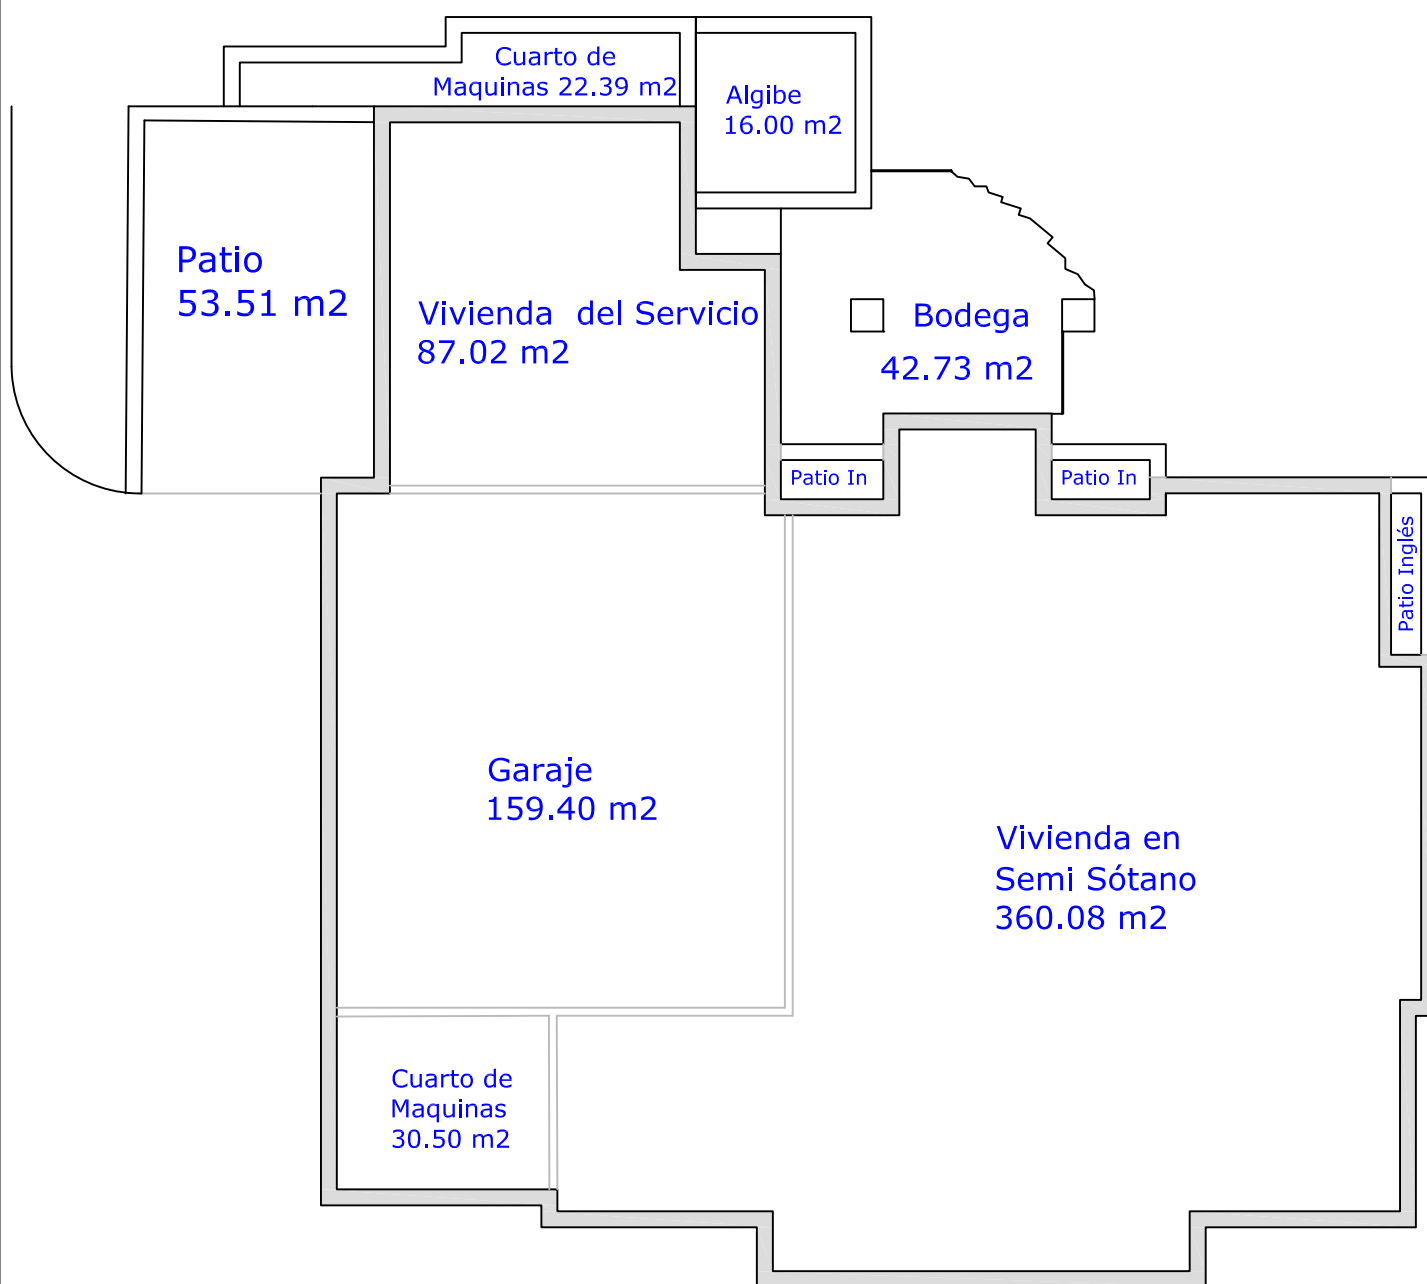 Cuarto de
Maquinas 22.39 m2
Algibe
16.00 m2
Patio
53.51 m2
Vivienda del Servicio
87.02 m2
Bodega
42.73 m2
Patio In
Patio In
Patio Inglés
Garaje
159.40 m2
Vivienda en
Semi Sótano
360.08 m2
Cuarto de
Maquinas
30.50 m2